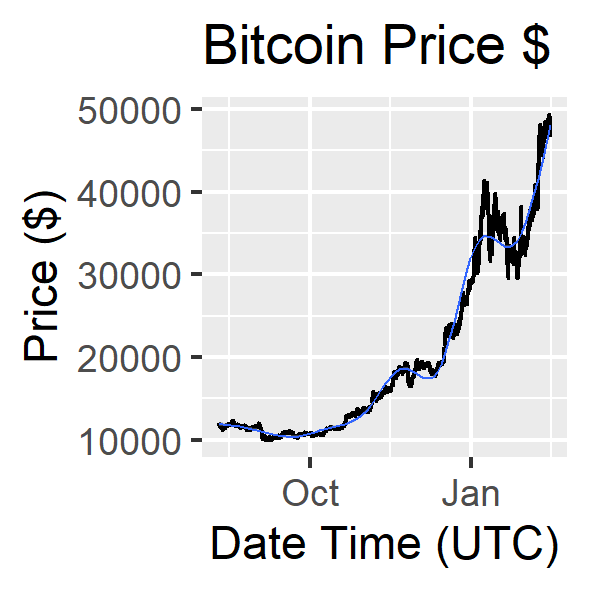 Bitcoin Price $
Price ($)
50000
40000
30000
20000
10000
Oct Jan
Date Time (UTC)